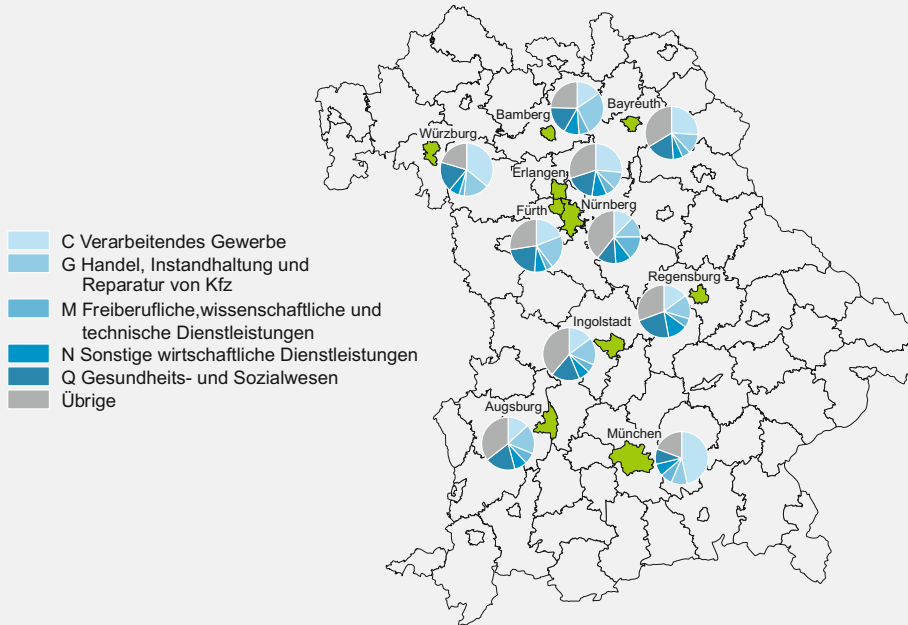 Bayreuth
Bamberg
Würzburg
Erlangen
Fürth
Nürnberg
C Verarbeitendes Gewerbe
G Handel, Instandhaltung und
Reparatur von Kfz
M Freiberufliche,wissenschaftliche und
technische Dienstleistungen
N Sonstige wirtschaftliche Dienstleistungen
Q Gesundheits- und Sozialwesen
Übrige
Regensburg
Ingolstadt
Augsburg
München